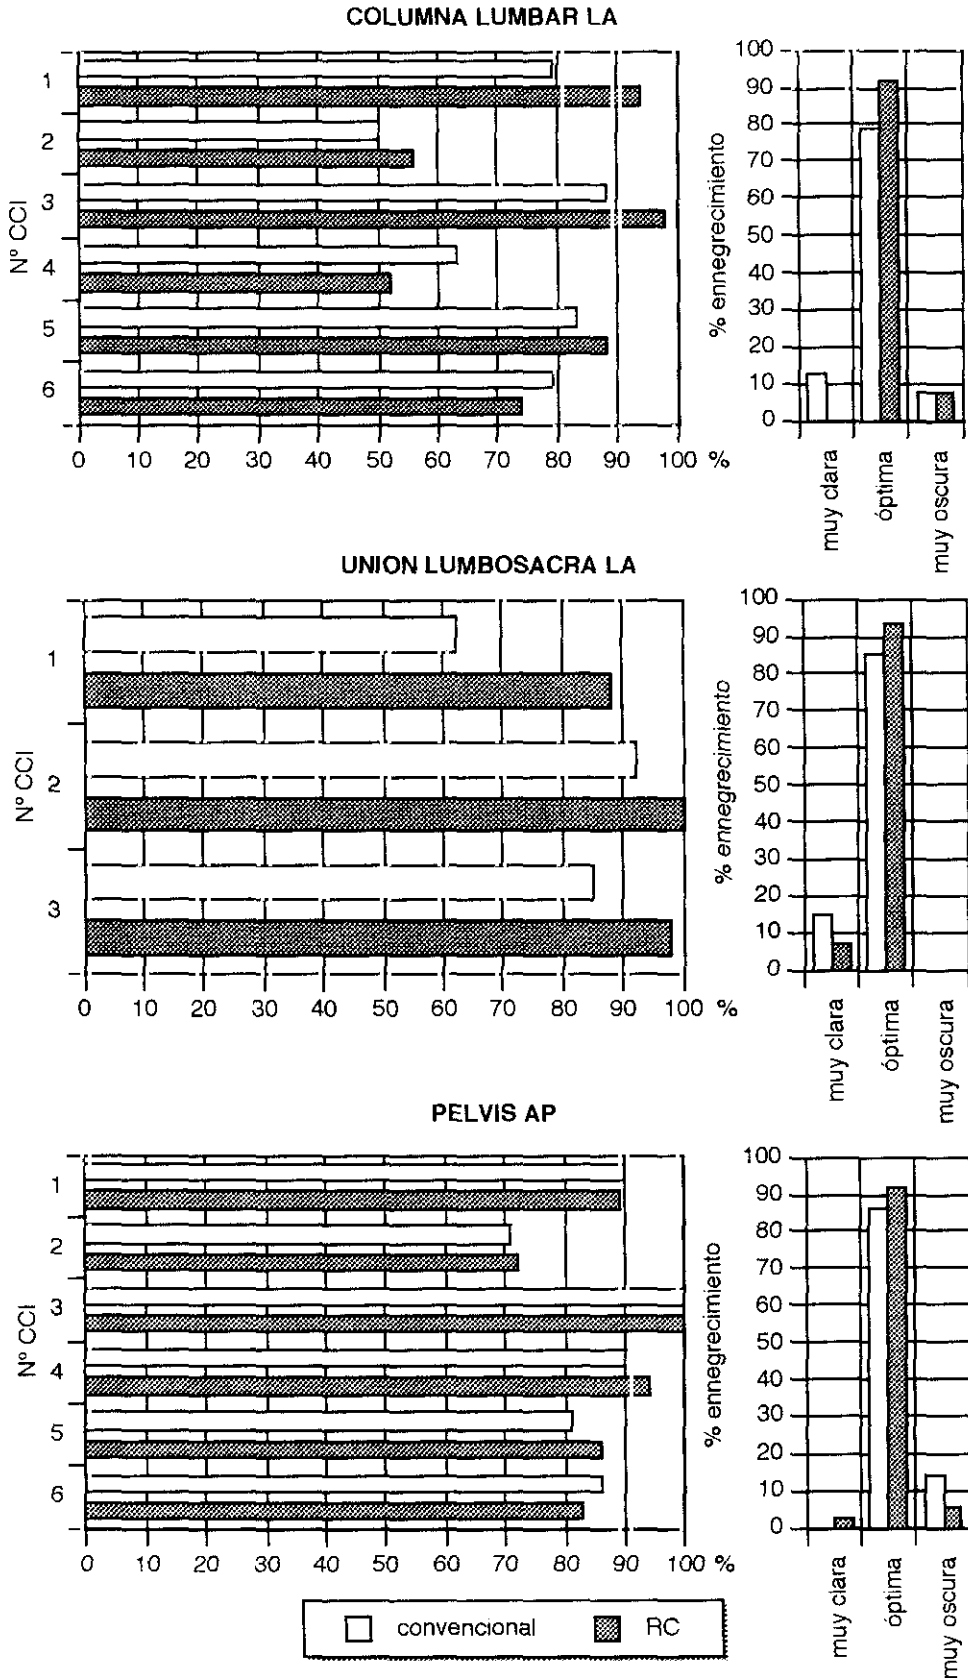 COLUMNA LUMBAR LA
Nº CCI
1
2
3
4
5
6
0 10 20 30 40 50 60 70 80 90 100 %
% ennegrecimiento
100
90
80
70
60
50
40
30
20
10
0
muy clara
óptima
muy oscura
UNION LUMBOSACRA LA
Nº CCI
1
2
3
0 10 20 30 40 50 60 70 80 90 100 %
% ennegrecimiento
100
90
80
70
60
50
40
30
20
10
0
muy clara
óptima
muy oscura
PELVIS AP
Nº CCI
1
2
3
4
5
6
0 10 20 30 40 50 60 70 80 90 100 %
% ennegrecimiento
100
90
80
70
60
50
40
30
20
10
0
muy clara
óptima
muy oscura
convencional RC